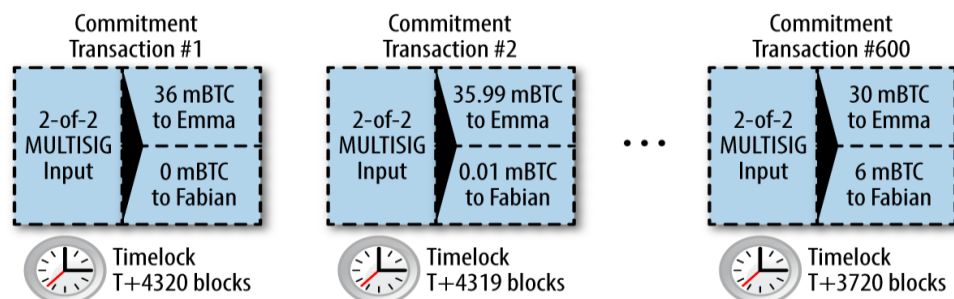 Commitment
Transaction #1
2-of-2
MULTISIG
Input
36 mBTC
to Emma
0 mBTC
to Fabian
Timelock
T+4320 blocks
Commitment
Transaction #2
2-of-2
MULTISIG
Input
35.99 mBTC
to Emma
0.01 mBTC
to Fabian
Timelock
T+4319 blocks
...
Commitment
Transaction #600
2-of-2
MULTISIG
Input
30 mBTC
to Emma
6 mBTC
to Fabian
Timelock
T+3720 blocks